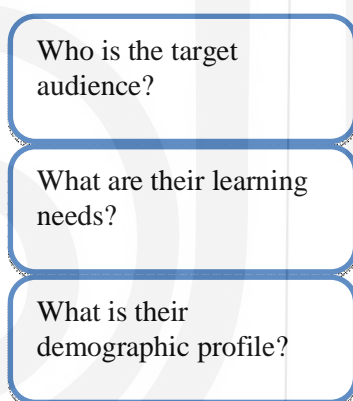 Who is the target
audience?
What are their learning
needs?
What is their
demographic profile?